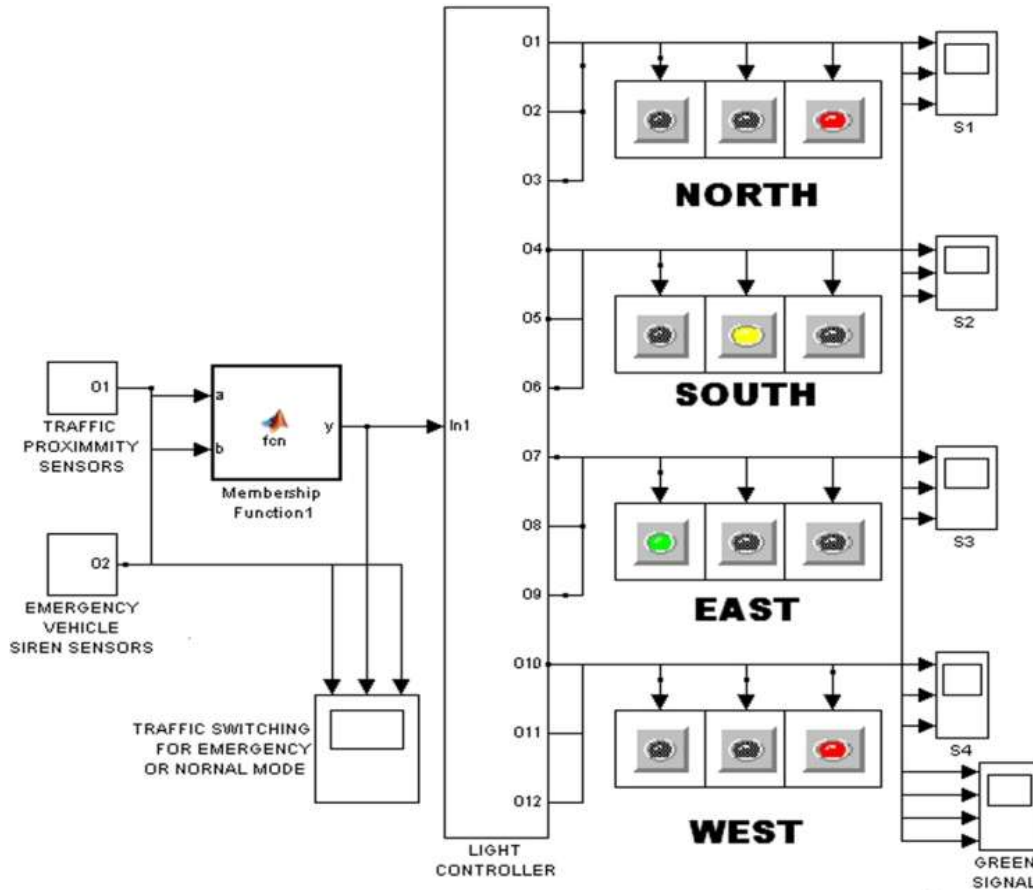 O1
O2
O3
S1
NORTH
O4
O5
O6
S2
SOUTH
O1
TRAFFIC
PROXIMMITY
SENSORS
a
b
fcn
y
Membership
Function1
In1
O7
O8
O9
S3
EAST
O2
EMERGENCY
VEHICLE
SIREN SENSORS
TRAFFIC SWITCHING
FOR EMERGENCY
OR NORNAL MODE
O10
O11
O12
S4
WEST
LIGHT
CONTROLLER
GREEN
SIGNAL